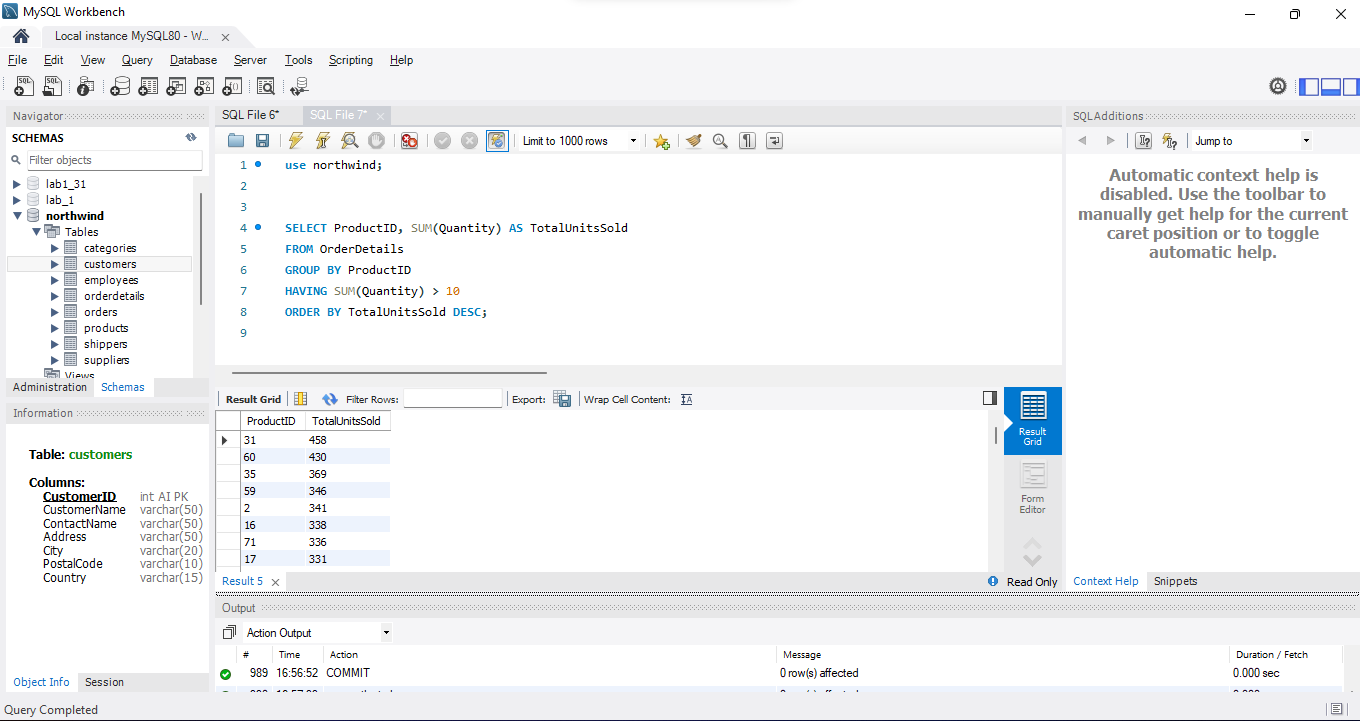 MySQL Workbench
Local instance MySQL80 - W...
File Edit View Query Database Server Tools Scripting Help
Navigator
SCHEMAS
Filter objects
lab1_31
lab_1
northwind
Tables
categories
customers
employees
orderdetails
orders
products
shippers
suppliers
Views
Administration Schemas
Information
Table: customers
Columns:
CustomerID int AI PK
CustomerName varchar(50)
ContactName varchar(50)
Address varchar(50)
City varchar(20)
PostalCode varchar(10)
Country varchar(15)
Object Info Session
SQL File 6* SQL File 7*
Limit to 1000 rows
1 use northwind;
2
3
4 SELECT ProductID, SUM(Quantity) AS TotalUnitsSold
5 FROM OrderDetails
6 GROUP BY ProductID
7 HAVING SUM(Quantity) > 10
8 ORDER BY TotalUnitsSold DESC;
9
Result Grid Filter Rows: Export: Wrap Cell Content:
ProductID TotalUnitsSold
31 458
60 430
35 369
59 346
2 341
16 338
71 336
17 331
Result Grid
Form Editor
Result 5 Read Only
SQLAdditions
Jump to
Automatic context help is
disabled. Use the toolbar to
manually get help for the current
caret position or to toggle
automatic help.
Context Help Snippets
Output
Action Output
# Time Action Message Duration / Fetch
989 16:56:52 COMMIT 0 row(s) affected 0.000 sec
Query Completed